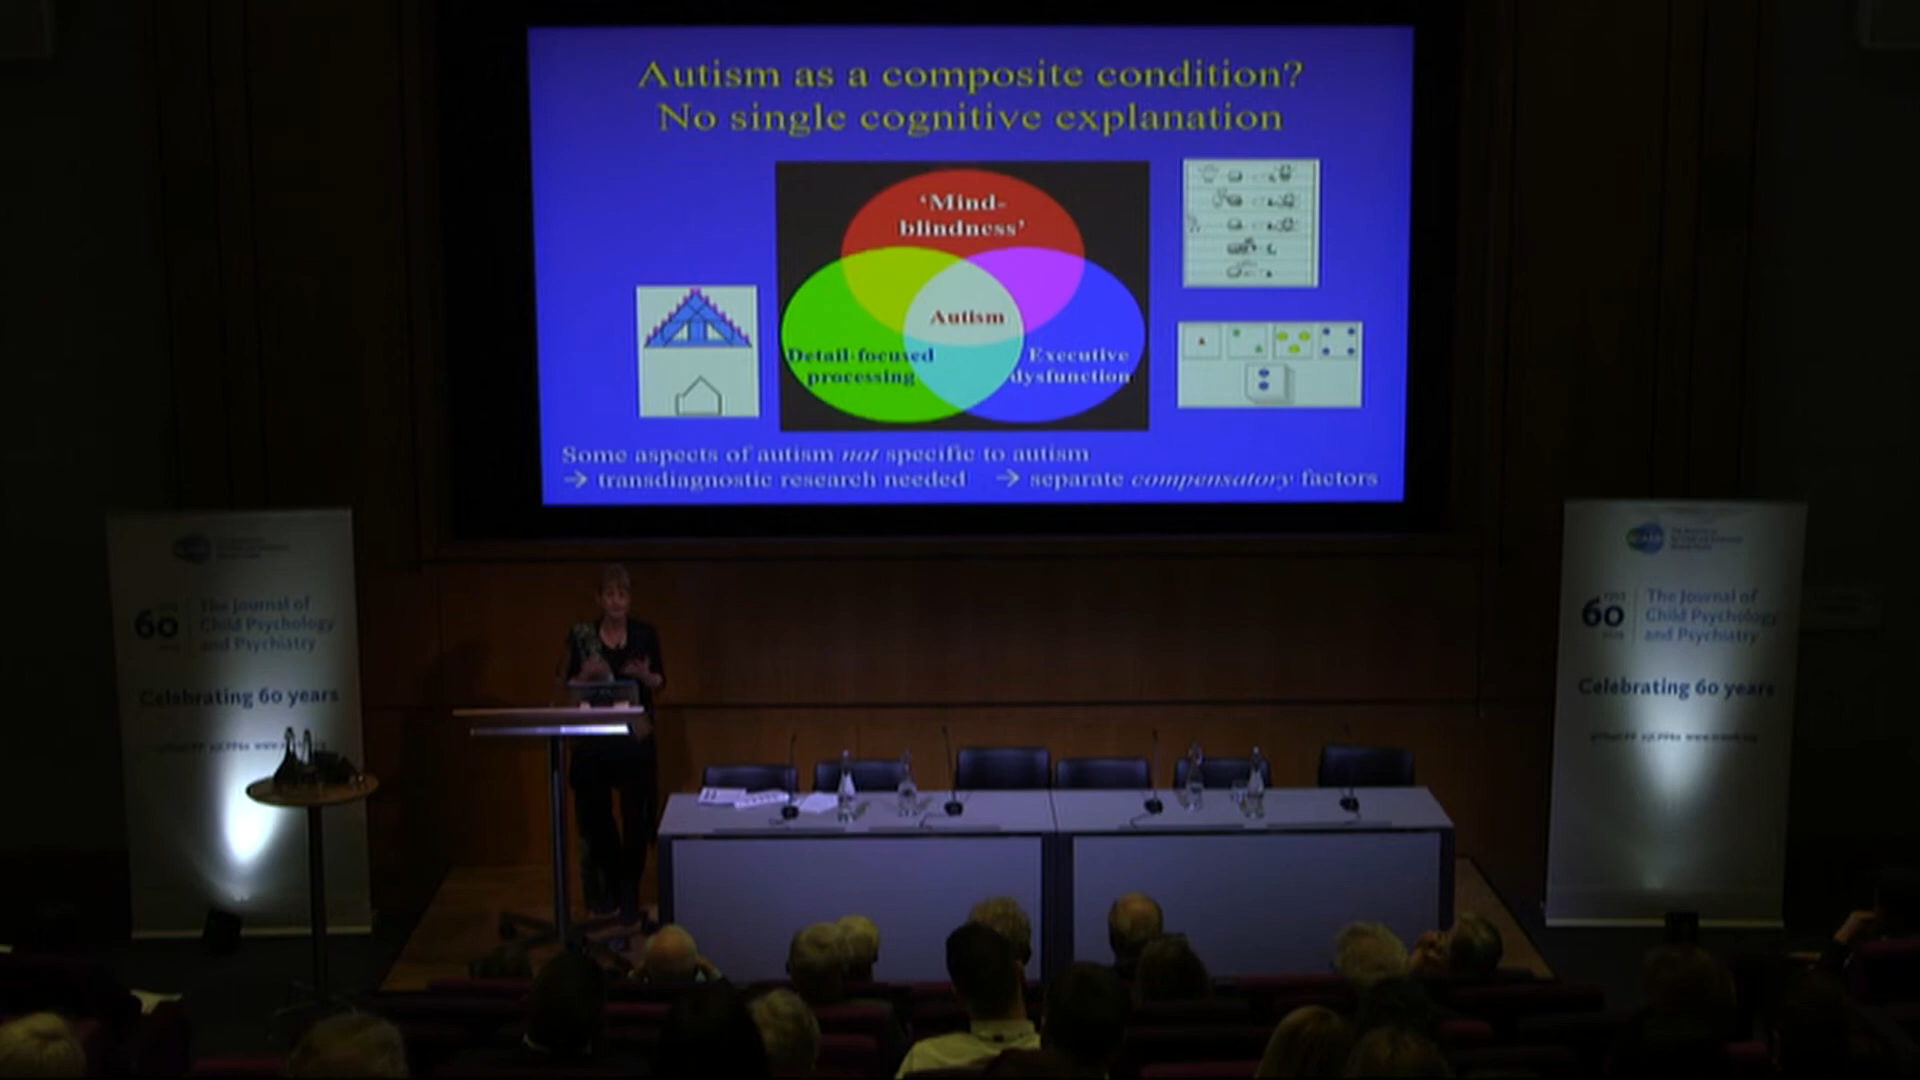 Autism as a composite condition?
No single cognitive explanation
‘Mind-
blindness’
Autism
Detail-focused
processing
Executive
dysfunction
Some aspects of autism not specific to autism
→ transdiagnostic research needed → separate compensatory factors
60
The Journal of
Child Psychology
and Psychiatry
Celebrating 60 years
60
The Journal of
Child Psychology
and Psychiatry
Celebrating 60 years